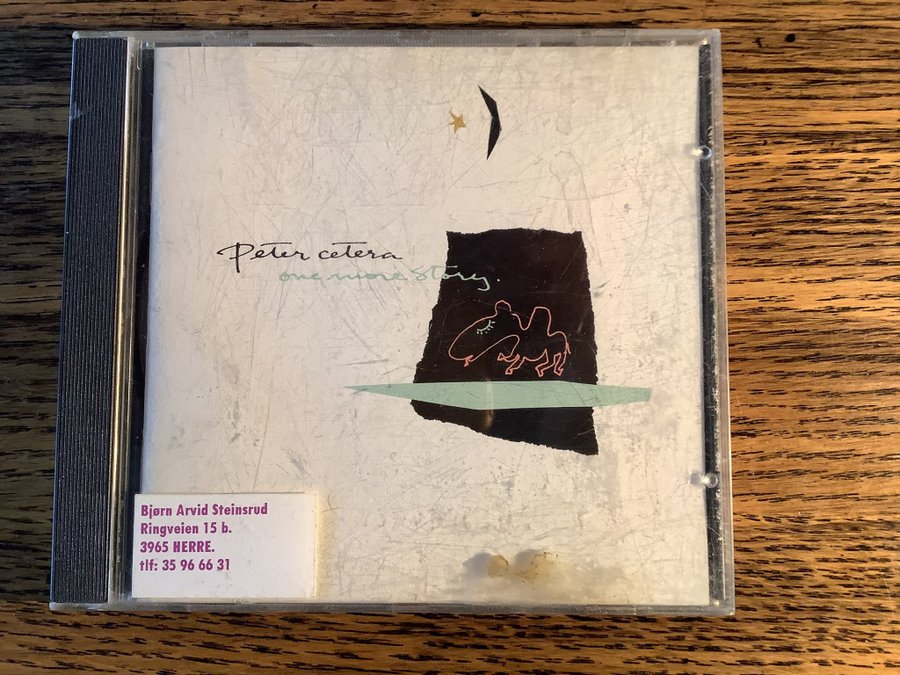 Peter cetera
one more story.
Bjørn Arvid Steinsrud
Ringveien 15 b.
3965 HERRE.
tlf: 35 96 66 31